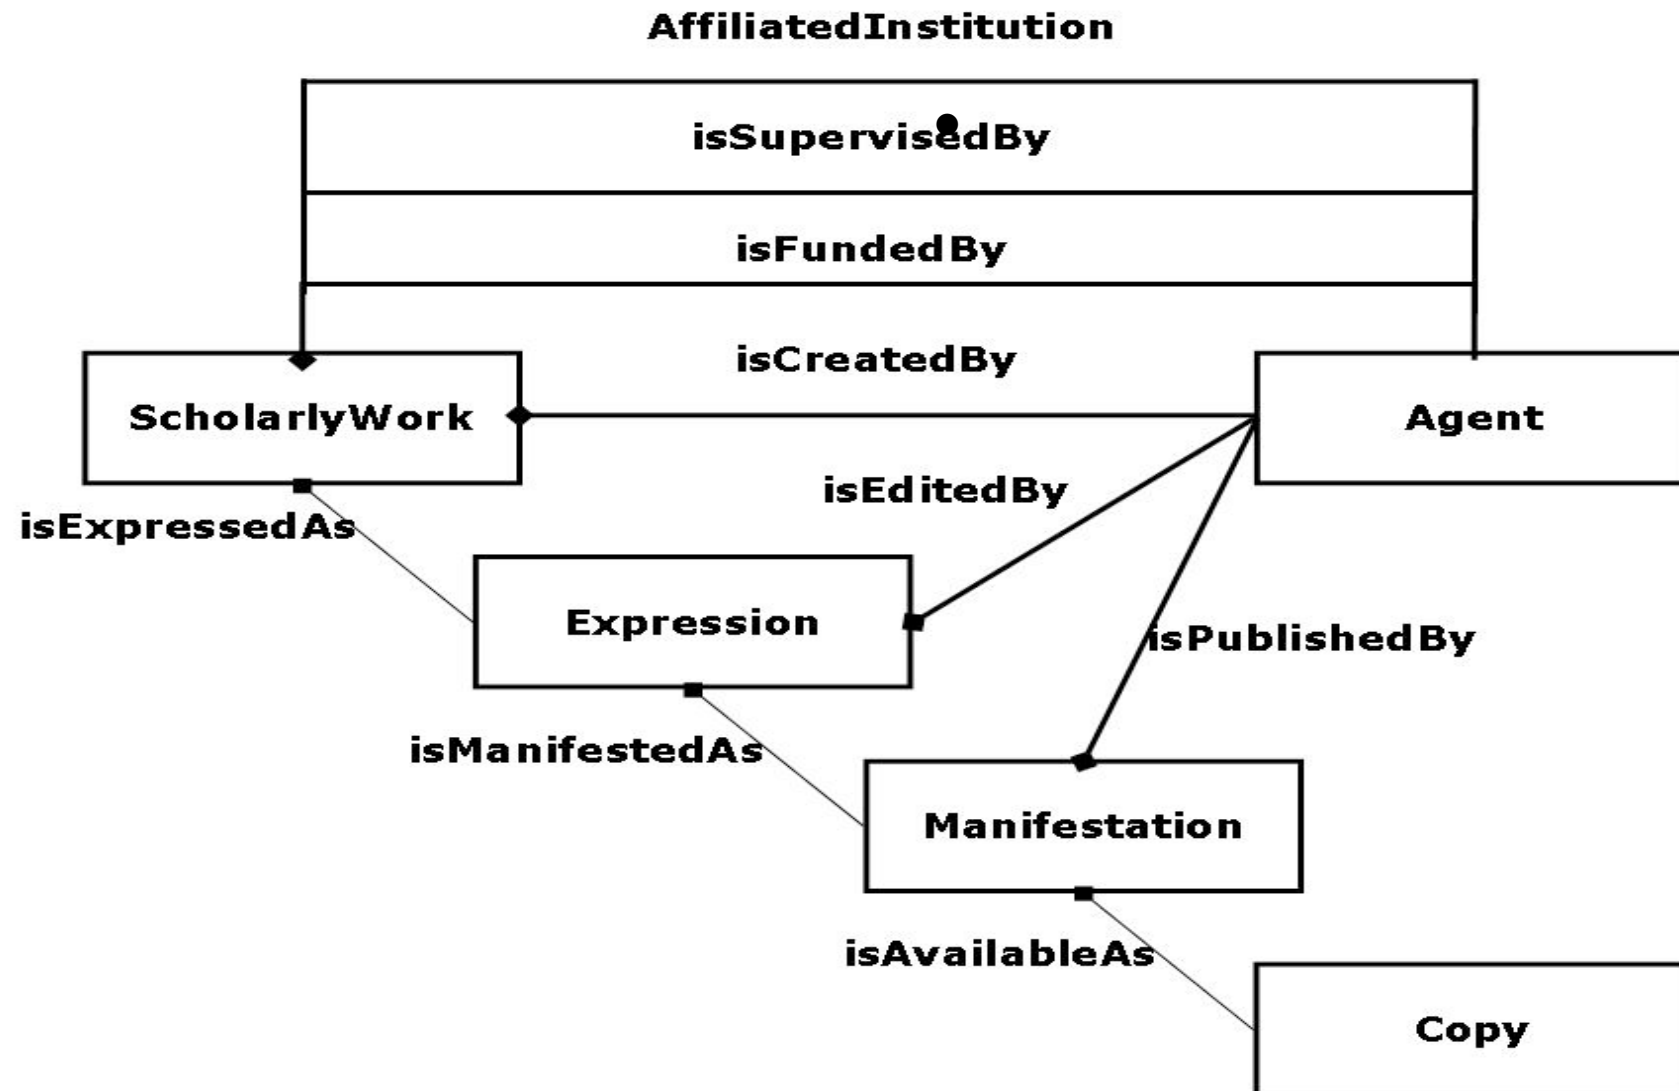 AffiliatedInstitution
isSupervisedBy
isFundedBy
isCreatedBy
ScholarlyWork
Agent
isEditedBy
isExpressedAs
Expression
isPublishedBy
isManifestedAs
Manifestation
isAvailableAs
Copy